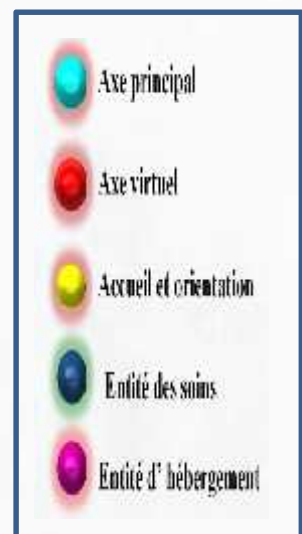 Axe principal
Axe virtuel
Accueil et orientation
Entité des soins
Entité d' hébergement